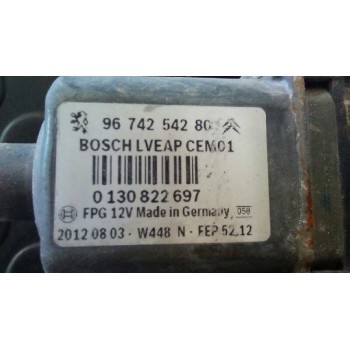 96 742 542 80
BOSCH LVEAP CEM01
0 130 822 697
FPG 12V Made in Germany 050
2012 08 03 - W448 N - FEP 52.12